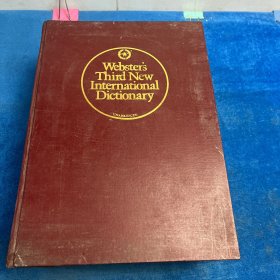 Webster's
Third New
International
Dictionary
UNABRIDGED